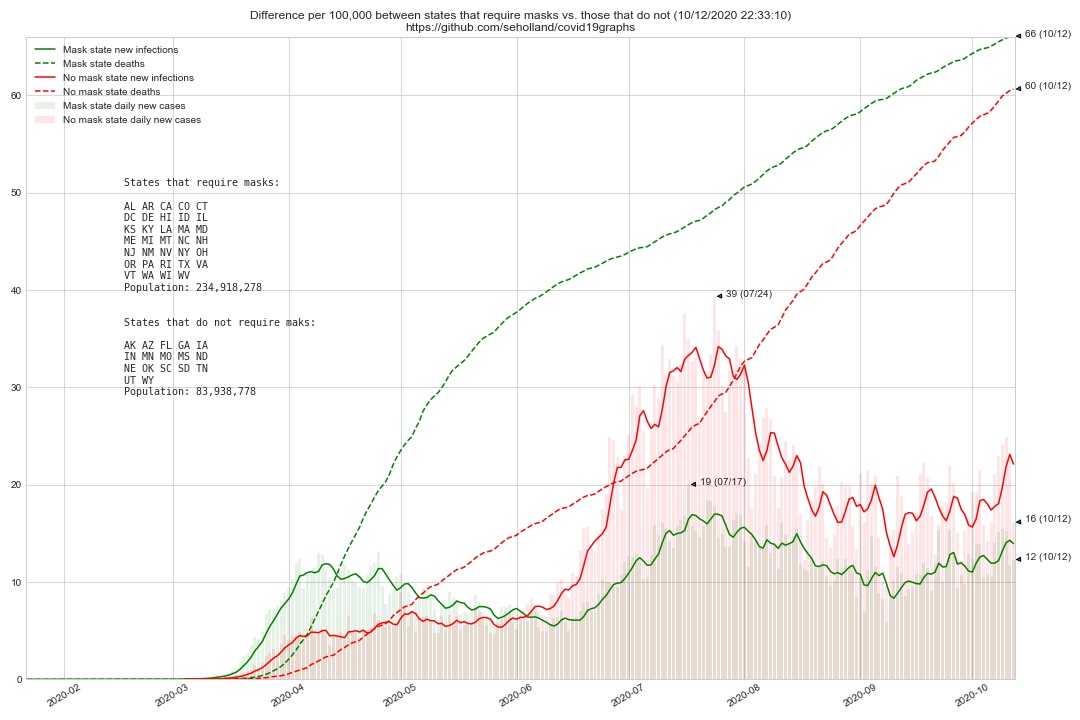 Difference per 100,000 between states that require masks vs. those that do not (10/12/2020 22:33:10)
https://github.com/seholland/covid19graphs
Mask state new infections
Mask state deaths
No mask state new infections
No mask state deaths
Mask state daily new cases
No mask state daily new cases
66 (10/12)
60 (10/12)
States that require masks:
AL AR CA CO CT
DC DE HI ID IL
KS KY LA MA MD
ME MI MT NC NH
NJ NM NV NY OH
OR PA RI TX VA
VT WA WI WV
Population: 234,918,278
States that do not require maks:
AK AZ FL GA IA
IN MN MO MS ND
NE OK SC SD TN
UT WY
Population: 83,938,778
39 (07/24)
19 (07/17)
16 (10/12)
12 (10/12)
60
50
40
30
20
10
0
2020-02
2020-03
2020-04
2020-05
2020-06
2020-07
2020-08
2020-09
2020-10